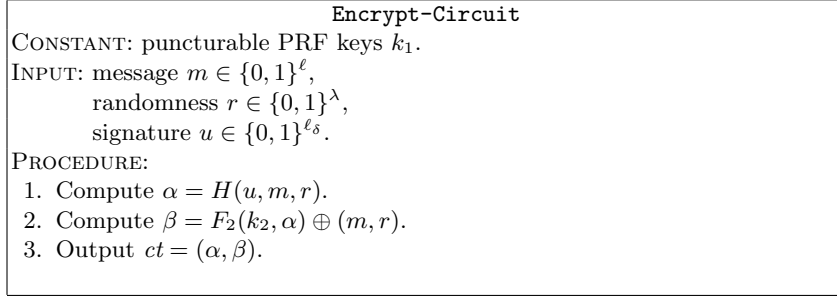 Encrypt-Circuit
CONSTANT: puncturable PRF keys k₁.
INPUT: message m ∈ {0, 1}^ℓ,
randomness r ∈ {0, 1}^λ,
signature u ∈ {0, 1}^{ℓ_δ}.
PROCEDURE:
1. Compute α = H(u, m, r).
2. Compute β = F₂(k₂, α) ⊕ (m, r).
3. Output ct = (α, β).